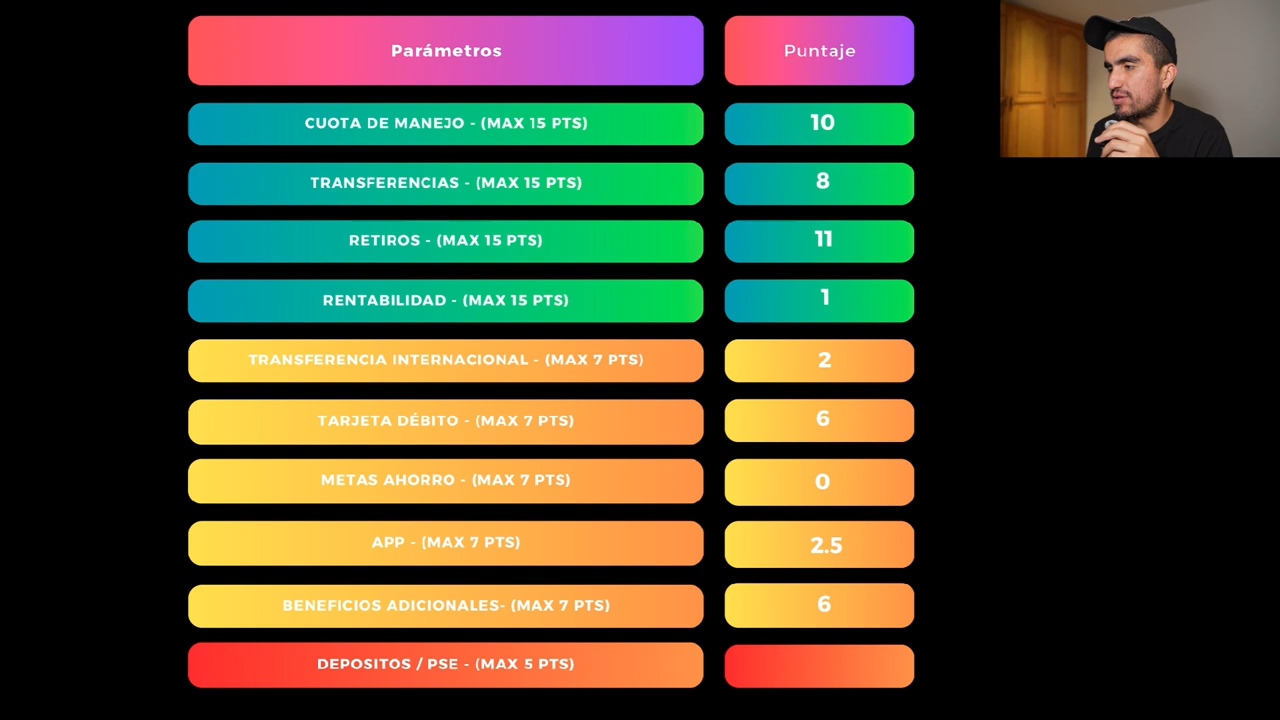 Parámetros Puntaje
CUOTA DE MANEJO - (MAX 15 PTS) 10
TRANSFERENCIAS - (MAX 15 PTS) 8
RETIROS - (MAX 15 PTS) 11
RENTABILIDAD - (MAX 15 PTS) 1
TRANSFERENCIA INTERNACIONAL - (MAX 7 PTS) 2
TARJETA DÉBITO - (MAX 7 PTS) 6
METAS AHORRO - (MAX 7 PTS) 0
APP - (MAX 7 PTS) 2.5
BENEFICIOS ADICIONALES- (MAX 7 PTS) 6
DEPOSITOS / PSE - (MAX 5 PTS)